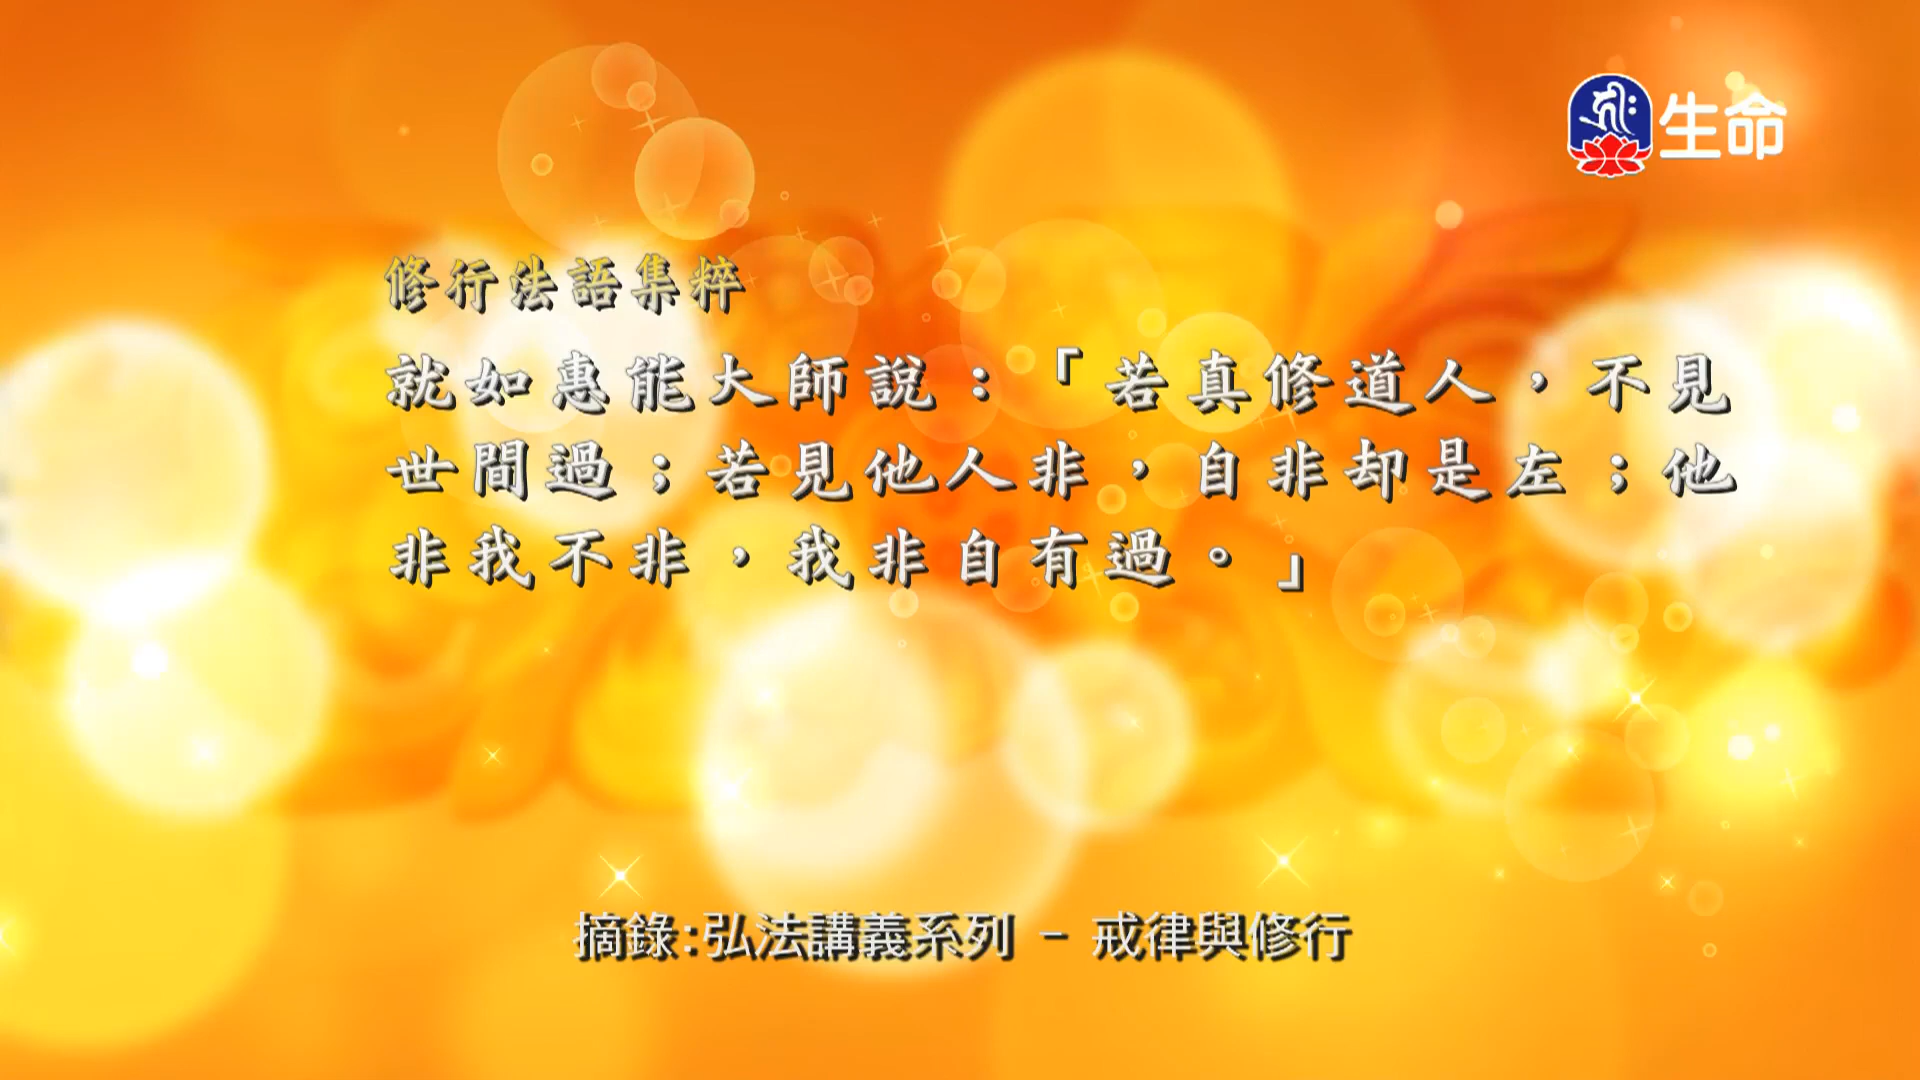 生命
修行法語集粹
就如惠能大師說：「若真修道人，不見
世間過；若見他人非，自非却是左；他
非我不非，我非自有過。」
摘錄:弘法講義系列 - 戒律與修行